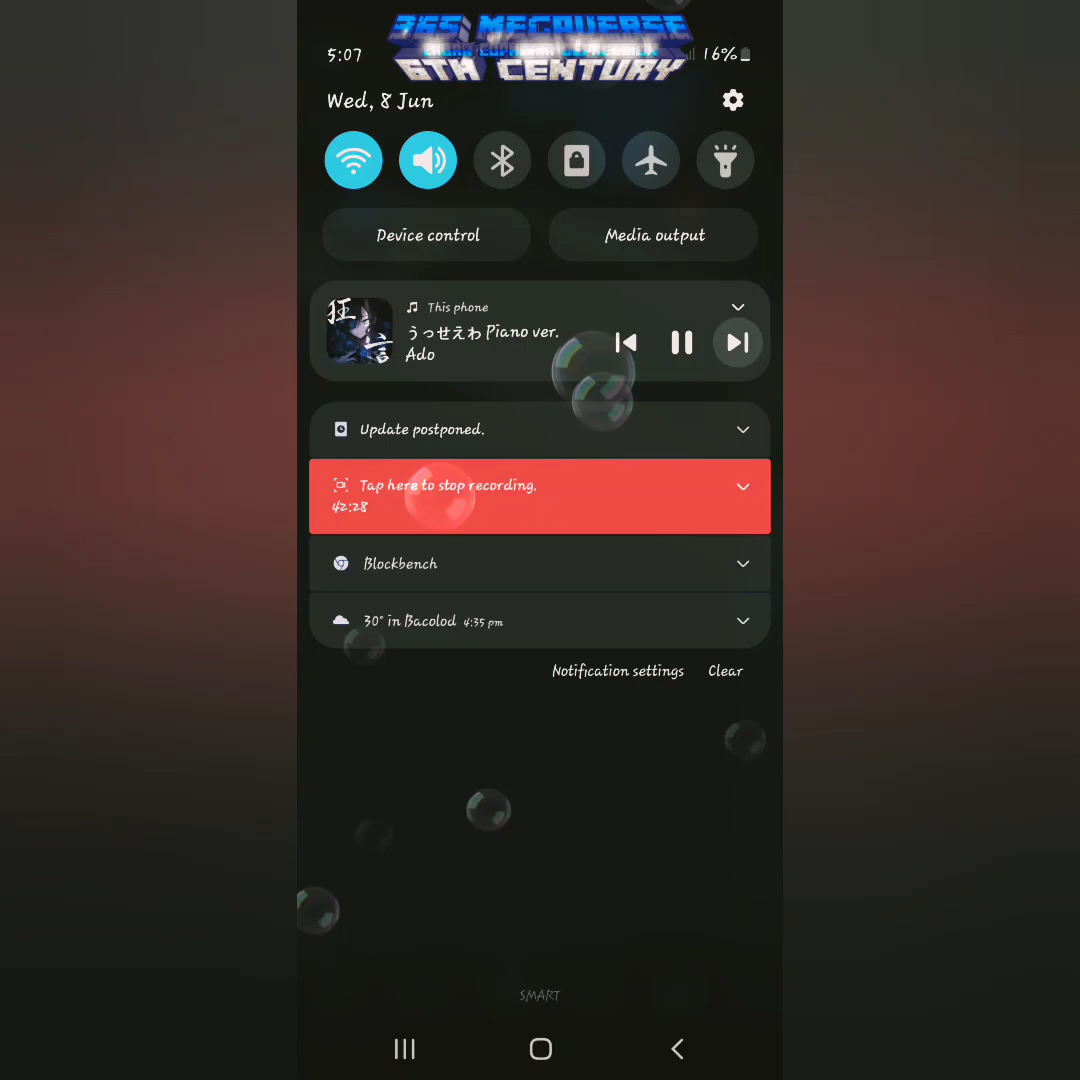 365 MEGAVERSE
6TH CENTURY
5:07
16%
Wed, 8 Jun
Device control
Media output
狂
言
This phone
うっせえわ Piano ver.
Ado
Update postponed.
Tap here to stop recording.
42:28
Blockbench
30° in Bacolod 4:35 pm
Notification settings
Clear
SMART